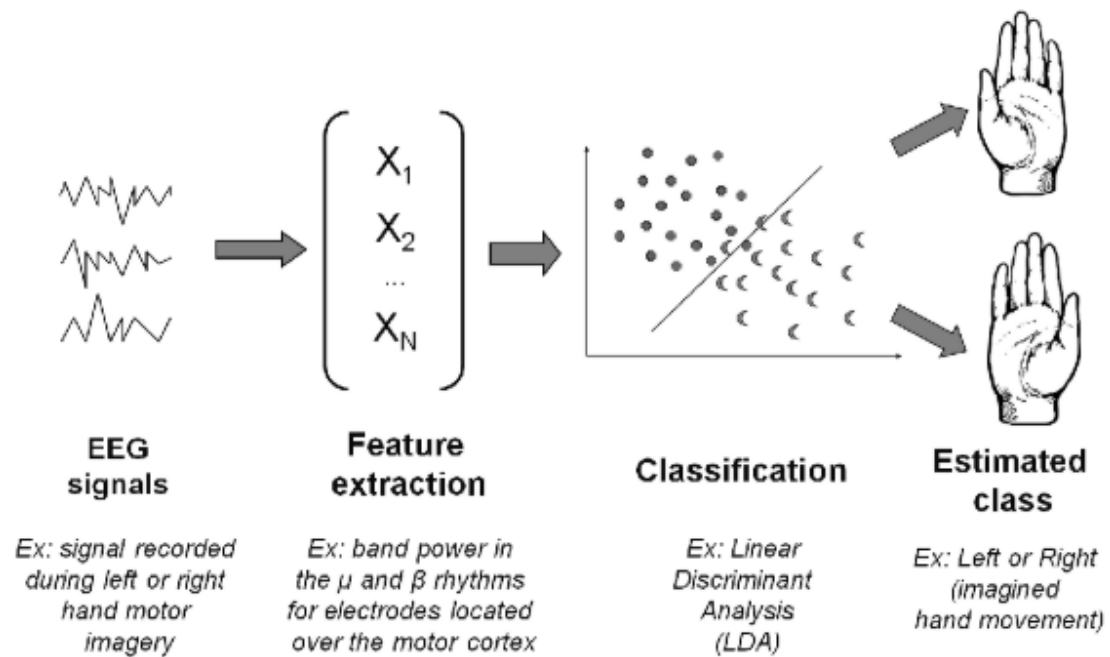 X1
X2
...
XN
EEG
signals
Ex: signal recorded
during left or right
hand motor
imagery
Feature
extraction
Ex: band power in
the μ and β rhythms
for electrodes located
over the motor cortex
Classification
Ex: Linear
Discriminant
Analysis
(LDA)
Estimated
class
Ex: Left or Right
(imagined
hand movement)